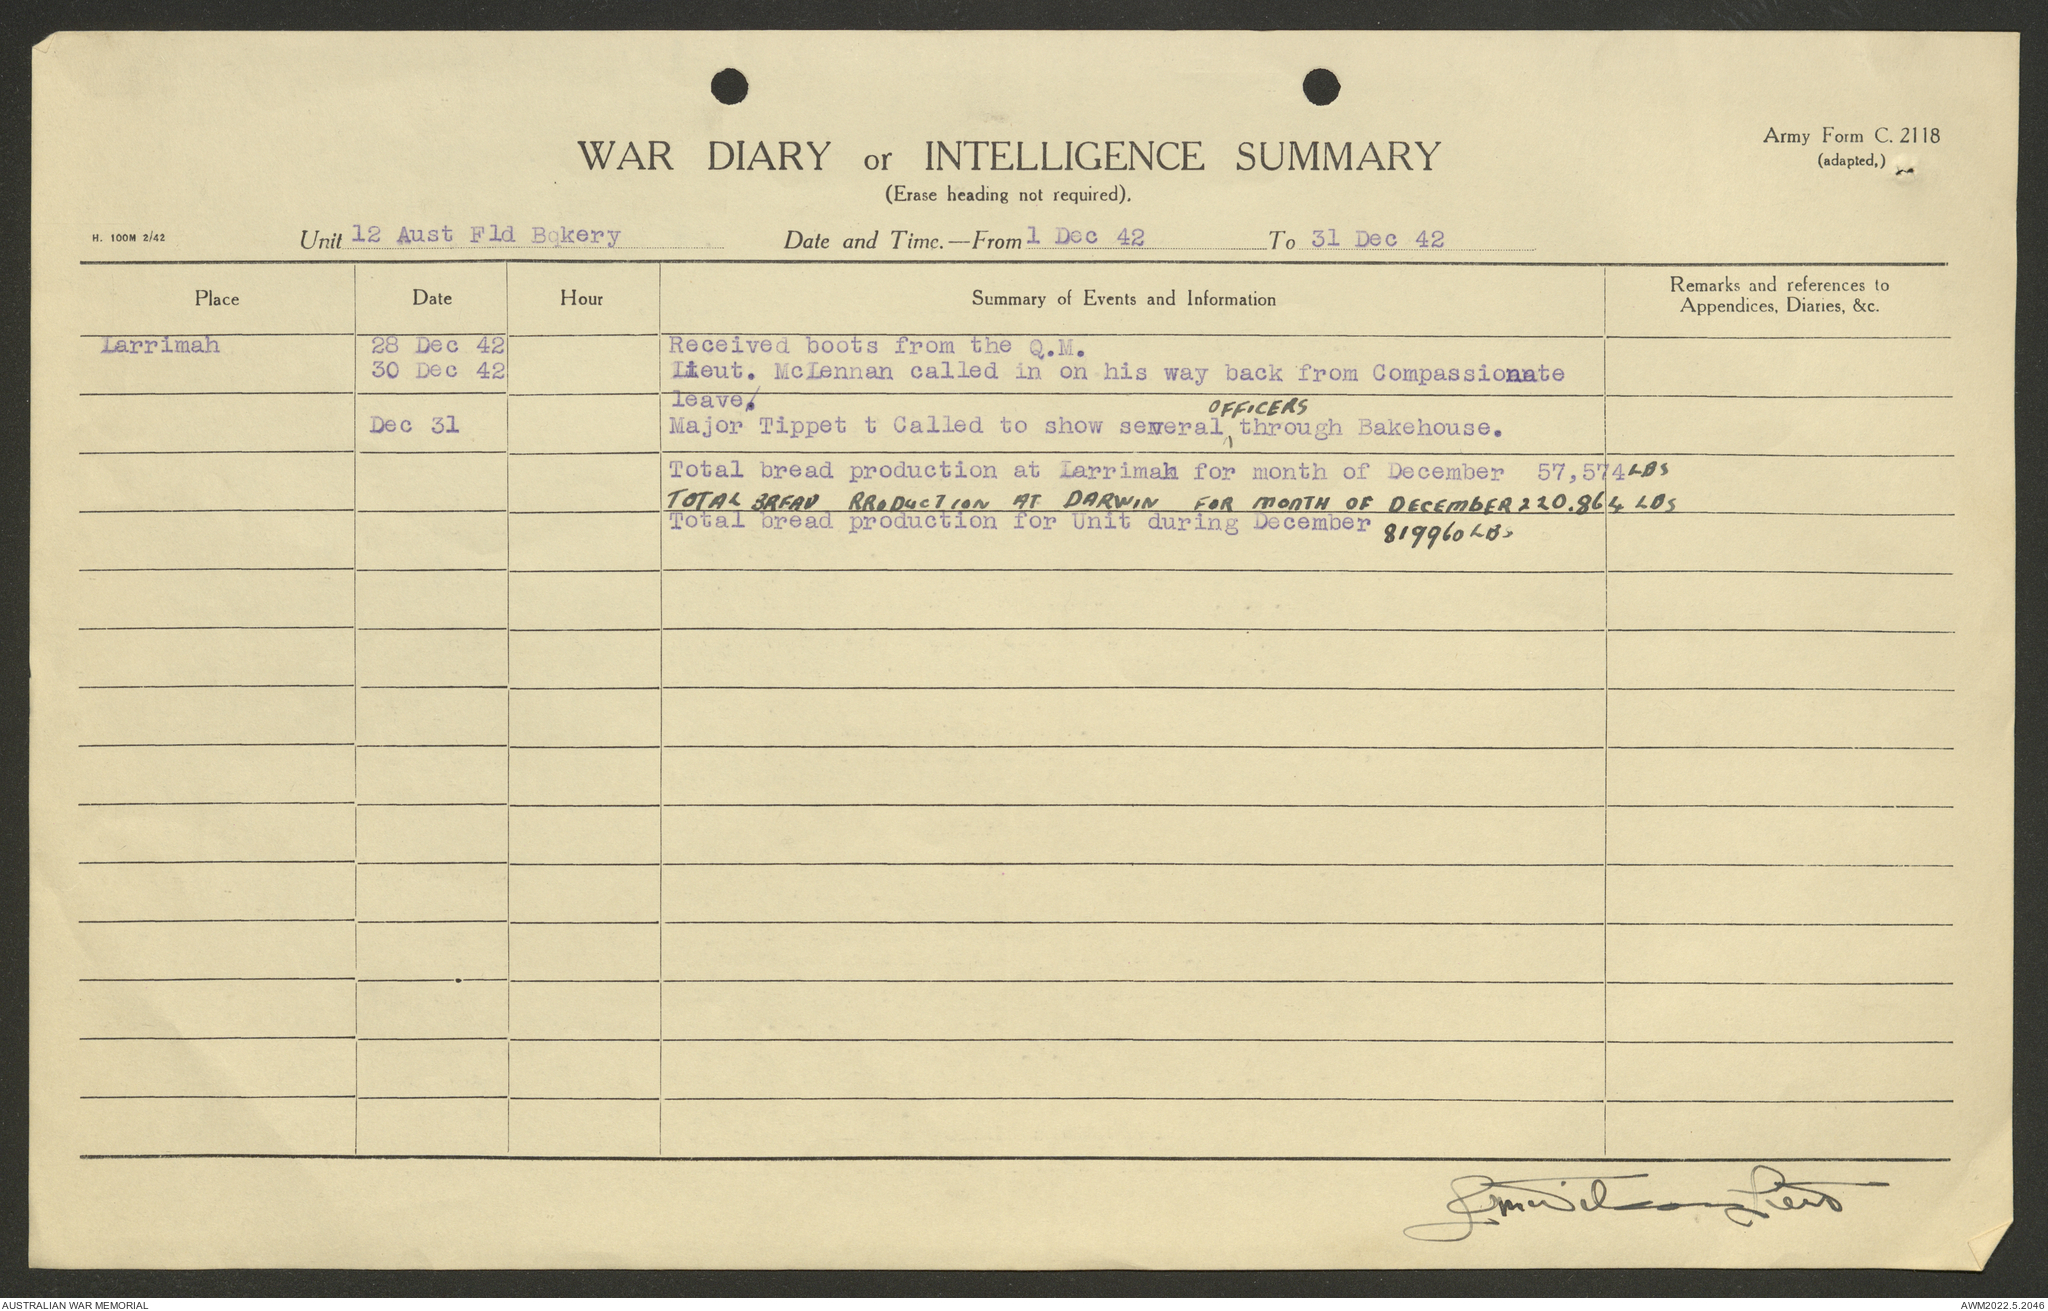 Army Form C. 2118
(adapted,)
WAR DIARY or INTELLIGENCE SUMMARY
(Erase heading not required).
H. 100M 2/42
Unit 12 Aust Fld Bqkery Date and Time.—From 1 Dec 42 To 31 Dec 42
Place Date Hour Summary of Events and Information Remarks and references to
Appendices, Diaries, &c.
Larrimah 28 Dec 42 Received boots from the Q.M.
30 Dec 42 Lieut. McLennan called in on his way back from Compassionate
leave.
OFFICERS
Dec 31 Major Tippet t Called to show several through Bakehouse.
Total bread production at Larrimah for month of December 57,574 LBS
TOTAL BREAD PRODUCTION AT DARWIN FOR MONTH OF DECEMBER 220.864 LBS
Total bread production for Unit during December 819960 LBS
AUSTRALIAN WAR MEMORIAL
AWM2022.5.2046